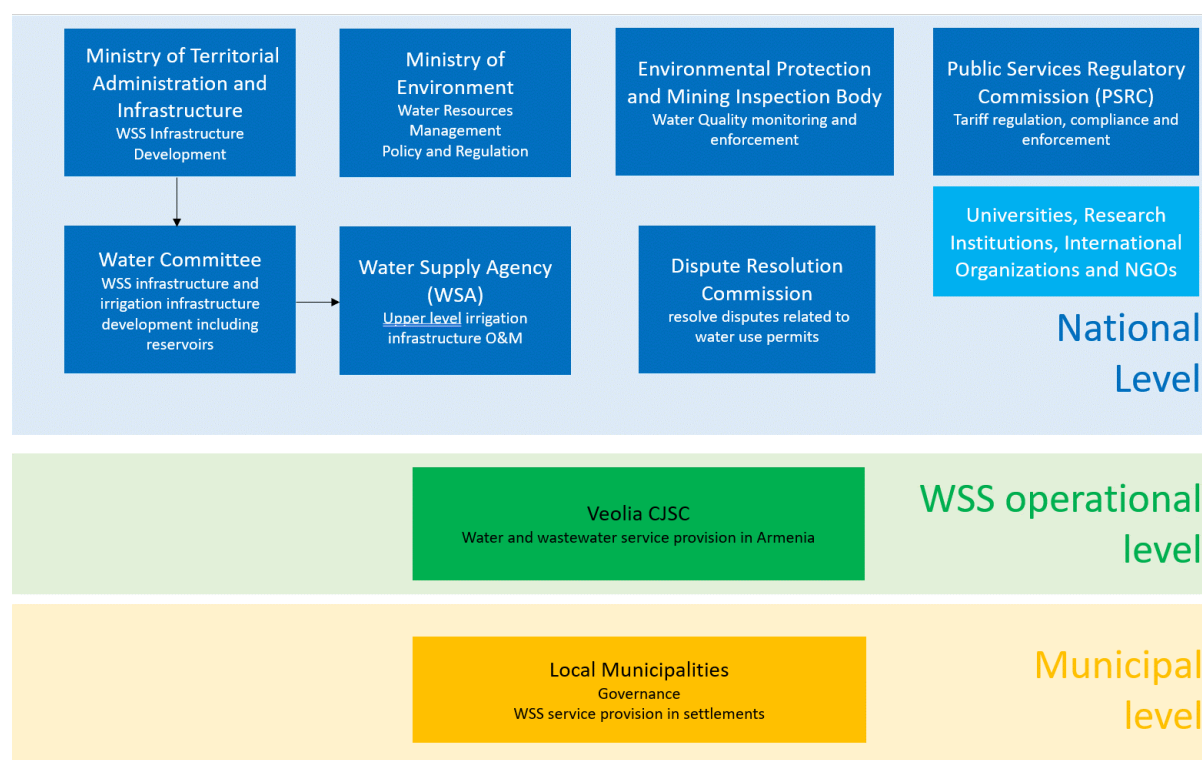 Ministry of Territorial
Administration and
Infrastructure
WSS Infrastructure
Development
Ministry of
Environment
Water Resources
Management
Policy and Regulation
Environmental Protection
and Mining Inspection Body
Water Quality monitoring and
enforcement
Public Services Regulatory
Commission (PSRC)
Tariff regulation, compliance and
enforcement
Universities, Research
Institutions, International
Organizations and NGOs
Water Committee
WSS infrastructure and
irrigation infrastructure
development including
reservoirs
Water Supply Agency
(WSA)
Upper level irrigation
infrastructure O&M
Dispute Resolution
Commission
resolve disputes related to
water use permits
National
Level
Veolia CJSC
Water and wastewater service provision in Armenia
WSS operational
level
Local Municipalities
Governance
WSS service provision in settlements
Municipal
level